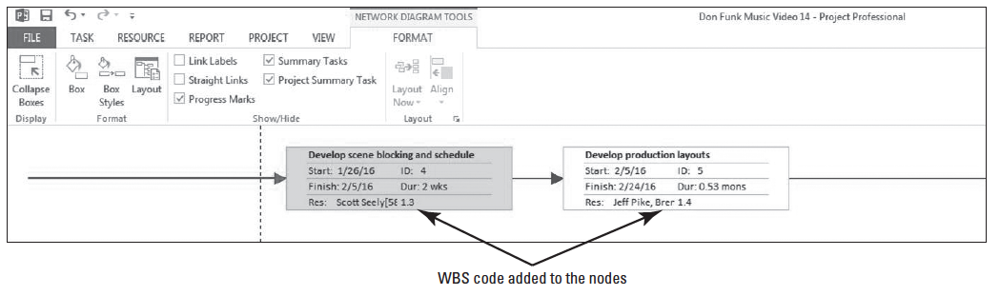 NETWORK DIAGRAM TOOLS
Don Funk Music Video 14 - Project Professional
FILE TASK RESOURCE REPORT PROJECT VIEW FORMAT
Collapse Boxes
Box
Box Styles
Layout
Link Labels
Straight Links
Progress Marks
Summary Tasks
Project Summary Task
Layout Now
Align
Display Format Show/Hide Layout
Develop scene blocking and schedule
Start: 1/26/16 ID: 4
Finish: 2/5/16 Dur: 2 wks
Res: Scott Seely[58 1.3
Develop production layouts
Start: 2/5/16 ID: 5
Finish: 2/24/16 Dur: 0.53 mons
Res: Jeff Pike, Brer 1.4
WBS code added to the nodes